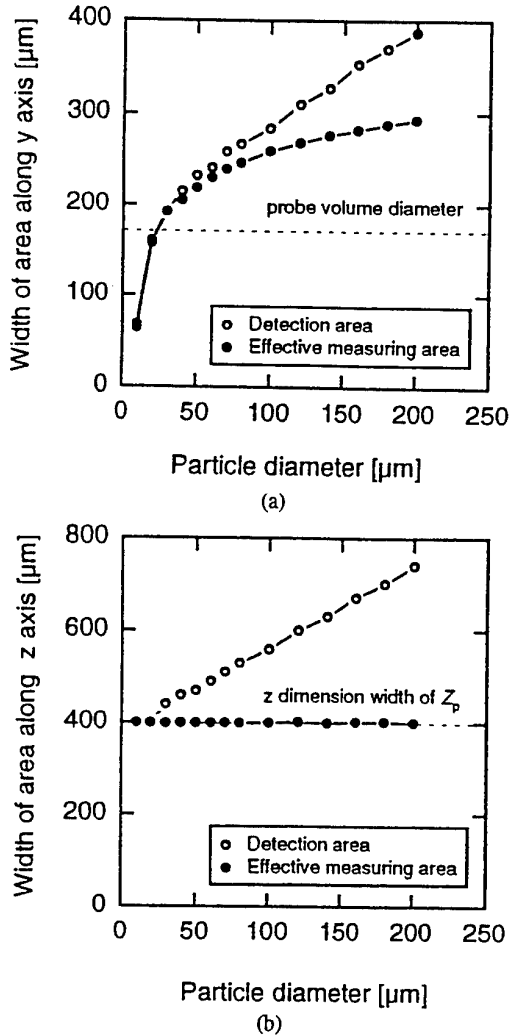 400
300
200
100
0
Width of area along y axis [µm]
probe volume diameter
Detection area
Effective measuring area
0 50 100 150 200 250
Particle diameter [µm]
(a)
800
600
400
200
0
Width of area along z axis [µm]
z dimension width of Zp
Detection area
Effective measuring area
0 50 100 150 200 250
Particle diameter [µm]
(b)